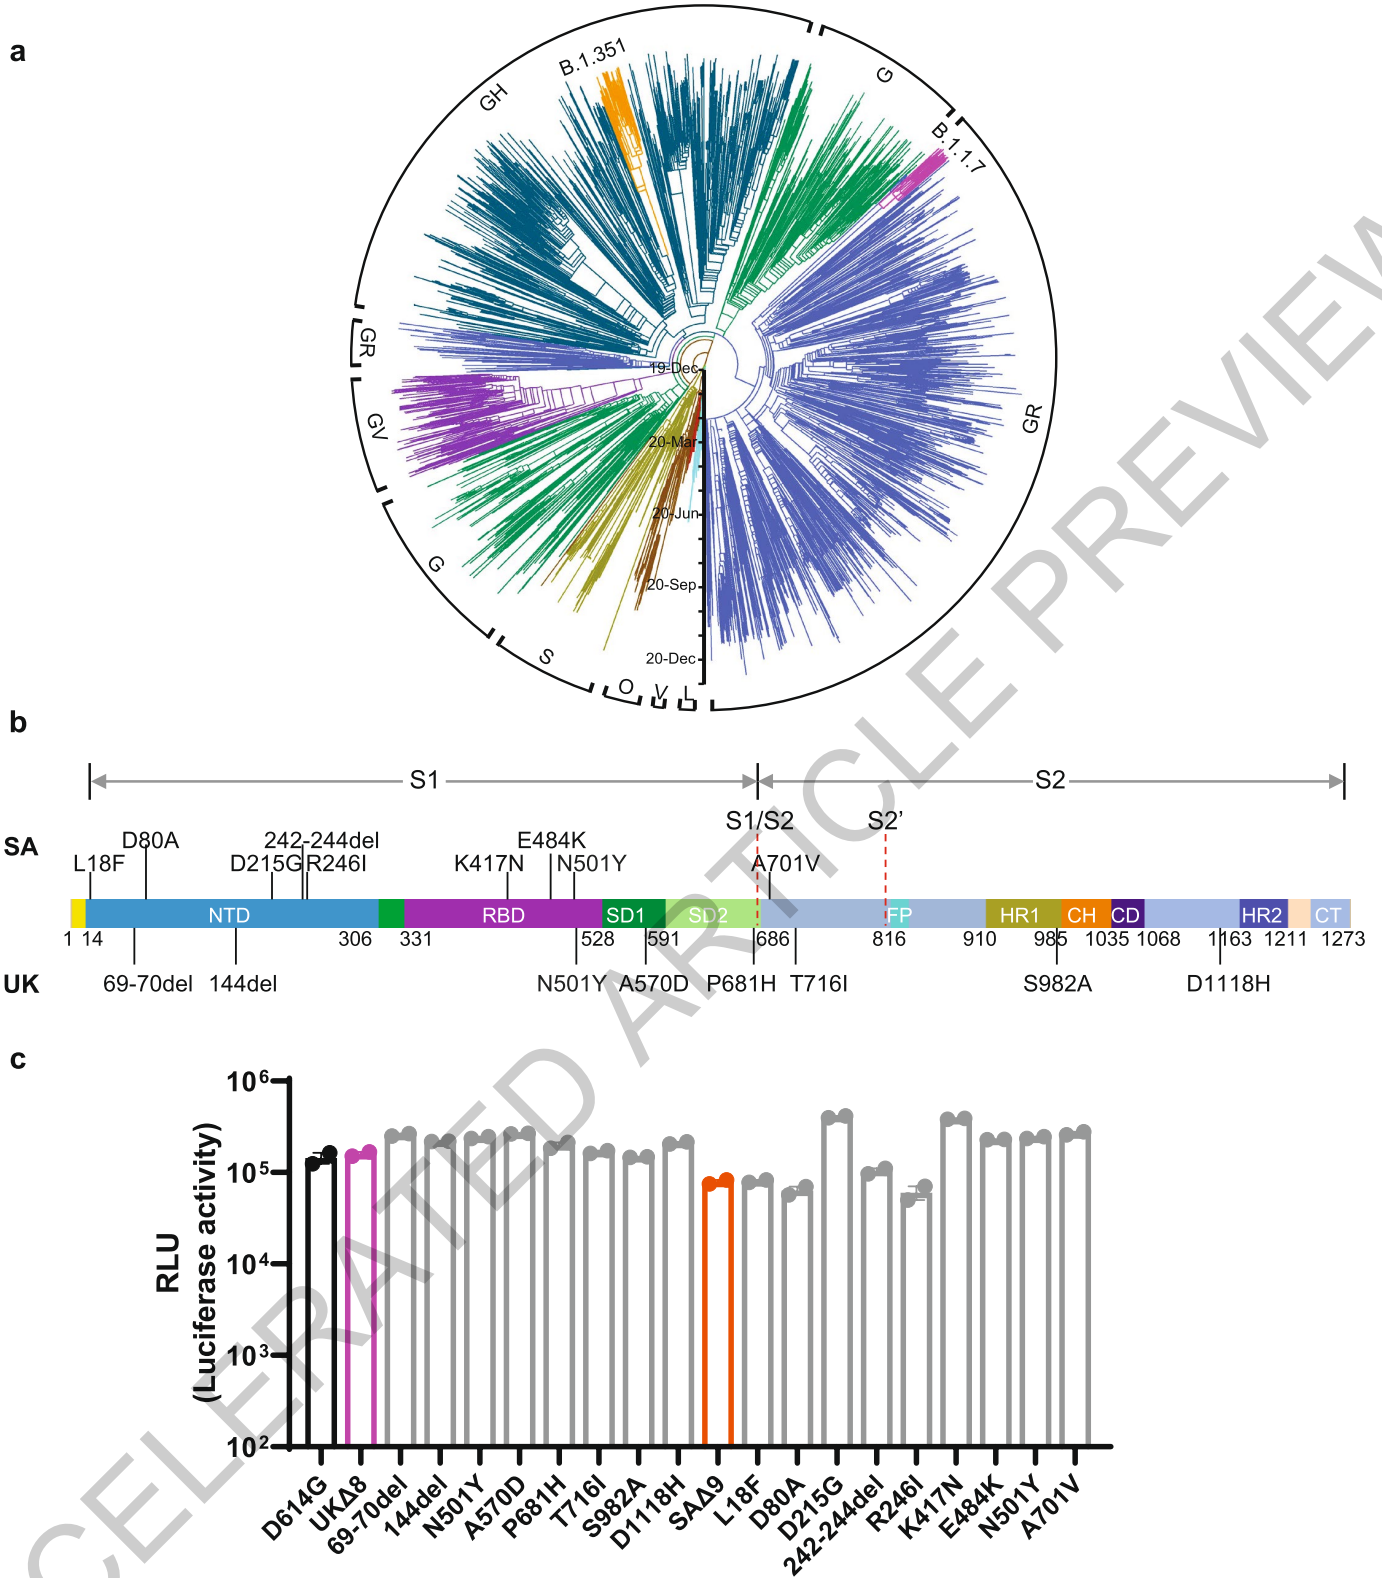 a
B.1.351
G
GH
B.1.1.7
GR
19-Dec
GV
GR
20-Mar
20-Jun
G
20-Sep
S
20-Dec
O
V
L
b
S1
S2
S1/S2
S2’
SA
D80A
242-244del
E484K
L18F
D215G
R246I
K417N
N501Y
A701V
NTD
RBD
SD1
SD2
FP
HR1
CH
CD
HR2
CT
1 14 306 331 528 591 686 816 910 985 1035 1068 1163 1211 1273
UK
69-70del
144del
N501Y
A570D
P681H
T716I
S982A
D1118H
c
10⁶
10⁵
10⁴
10³
10²
RLU
(Luciferase activity)
D614G
UKΔ8
69-70del
144del
N501Y
A570D
P681H
T716I
S982A
D1118H
SAΔ9
L18F
D80A
D215G
242-244del
R246I
K417N
E484K
N501Y
A701V
CELERATED ARTICLE PREVIEW